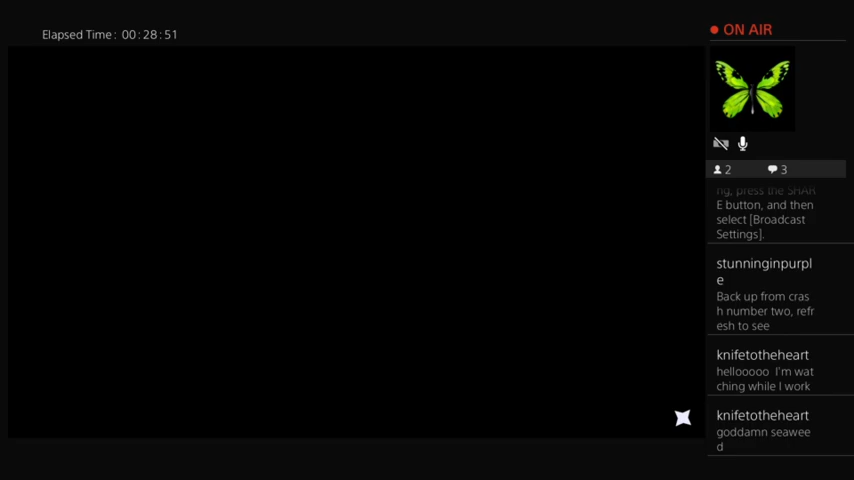 Elapsed Time: 00:28:51
ON AIR
2 3
ng, press the SHAR
E button, and then
select [Broadcast
Settings].
stunninginpurpl
e
Back up from cras
h number two, refr
esh to see
knifetotheheart
hellooooo I'm wat
ching while I work
knifetotheheart
goddamn seawee
d